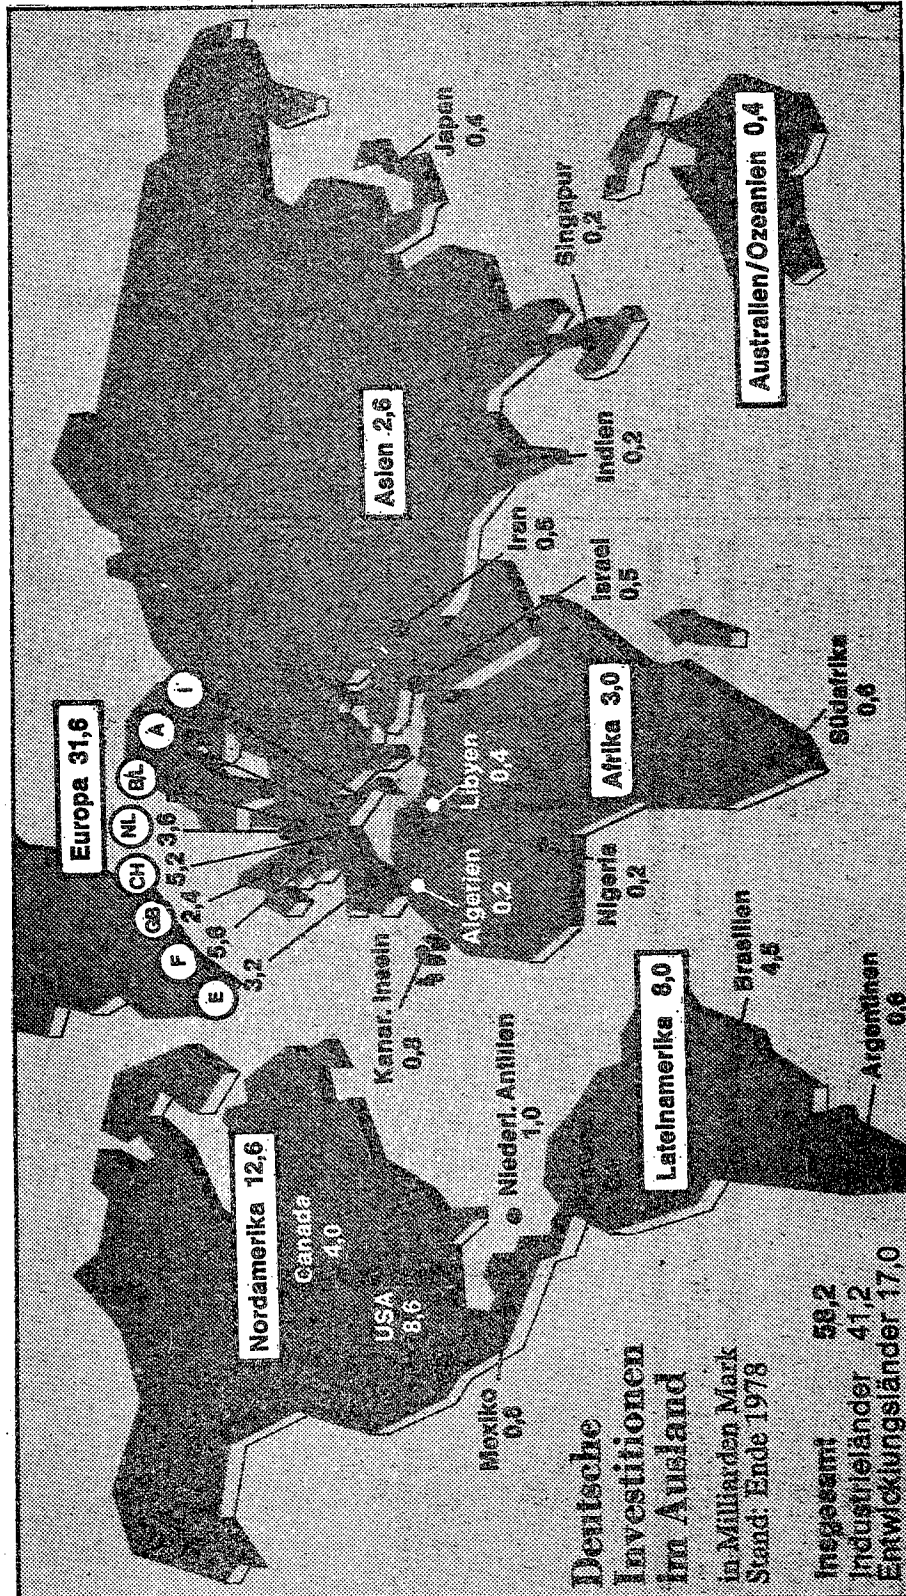 Deutsche
Investitionen
im Ausland
in Milliarden Mark
Stand: Ende 1978
Insgesamt 58,2
Industrieländer 41,2
Entwicklungsländer 17,0
Nordamerika 12,6
Canada
4,0
USA
8,6
Mexiko
Niederl. Antillen
1,0
Lateinamerika 8,0
Brasilien
4,5
Argentinien
0,6
Europa 31,6
E
F
GB
CH
NL
B/L
A
I
3,2
2,4
5,2
3,6
Kanar. Inseln
0,8
Afrika 3,0
Algerien
0,2
Libyen
0,4
Nigeria
0,2
Südafrika
0,6
Asien 2,6
Iran
0,5
Israel
0,5
Indien
0,2
Singapur
0,2
Japan
0,4
Australien/Ozeanien 0,4